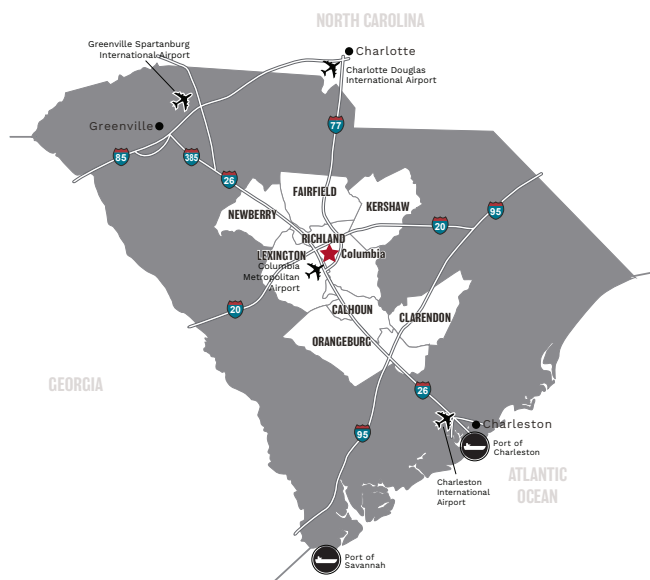 NORTH CAROLINA
Greenville Spartanburg
International Airport
Charlotte
Charlotte Douglas
International Airport
Greenville
77
85
385
26
FAIRFIELD
KERSHAW
NEWBERRY
95
20
RICHLAND
LEXINGTON
Columbia
Columbia
Metropolitan
Airport
20
CALHOUN
CLARENDON
ORANGEBURG
GEORGIA
26
Charleston
95
Port of
Charleston
ATLANTIC
OCEAN
Charleston
International
Airport
Port of
Savannah